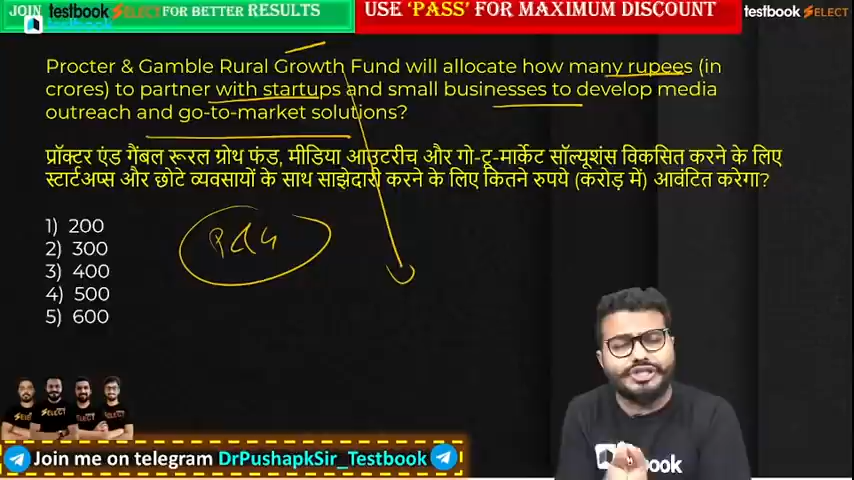 JOIN testbook SELECT FOR BETTER RESULTS
USE 'PASS' FOR MAXIMUM DISCOUNT
testbook SELECT
Procter & Gamble Rural Growth Fund will allocate how many rupees (in
crores) to partner with startups and small businesses to develop media
outreach and go-to-market solutions?
प्रॉक्टर एंड गैंबल रूरल ग्रोथ फंड, मीडिया आउटरीच और गो-टू-मार्केट सॉल्यूशंस विकसित करने के लिए
स्टार्टअप्स और छोटे व्यवसायों के साथ साझेदारी करने के लिए कितने रुपये (करोड़ में) आवंटित करेगा?
1) 200
2) 300
3) 400
4) 500
5) 600
P&G
SELECT
Join me on telegram DrPushapkSir_Testbook